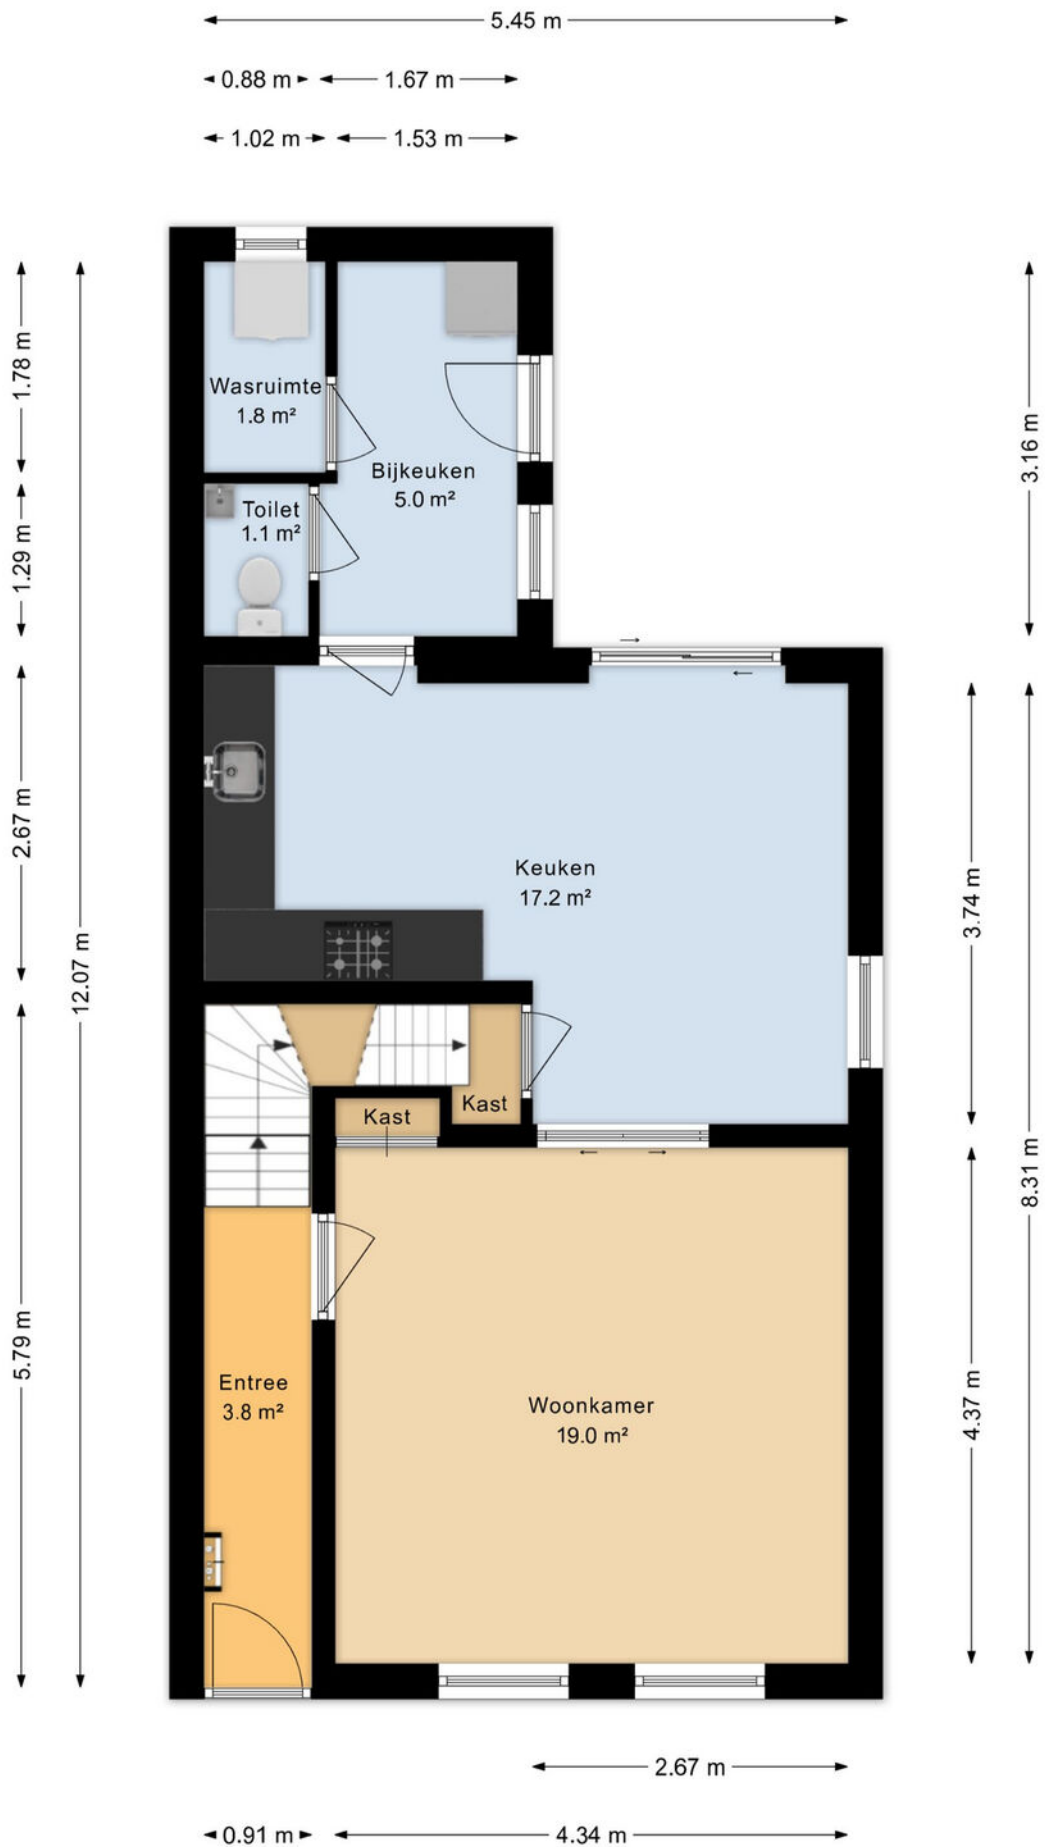 5.45 m
0.88 m
1.67 m
1.02 m
1.53 m
1.78 m
1.29 m
2.67 m
5.79 m
12.07 m
3.16 m
3.74 m
8.31 m
4.37 m
Wasruimte
1.8 m²
Bijkeuken
5.0 m²
Toilet
1.1 m²
Keuken
17.2 m²
Kast
Kast
Entree
3.8 m²
Woonkamer
19.0 m²
2.67 m
0.91 m
4.34 m